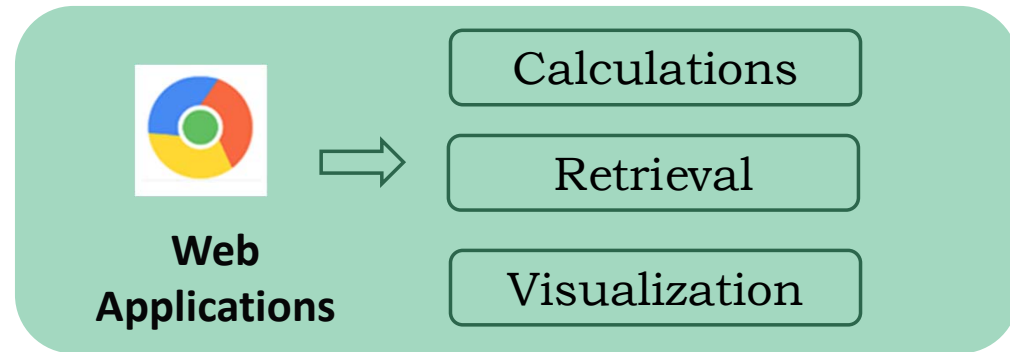 Calculations
Retrieval
Web
Applications
Visualization